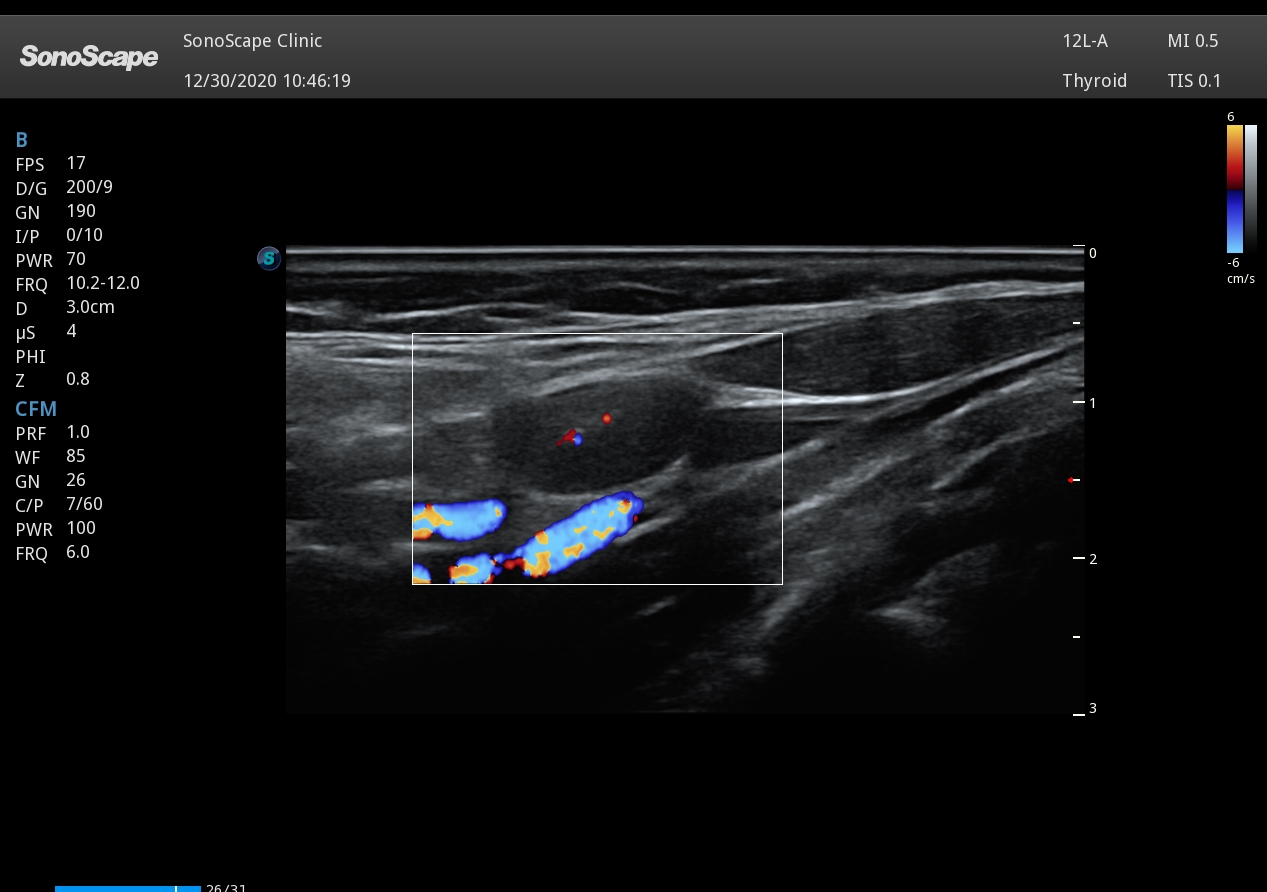 SonoScape
SonoScape Clinic
12/30/2020 10:46:19
12L-A
MI 0.5
Thyroid
TIS 0.1
B
FPS 17
D/G 200/9
GN 190
I/P 0/10
PWR 70
FRQ 10.2-12.0
D 3.0cm
µS 4
PHI
Z 0.8
CFM
PRF 1.0
WF 85
GN 26
C/P 7/60
PWR 100
FRQ 6.0
S
6
-6
cm/s
0
1
2
3
26/31